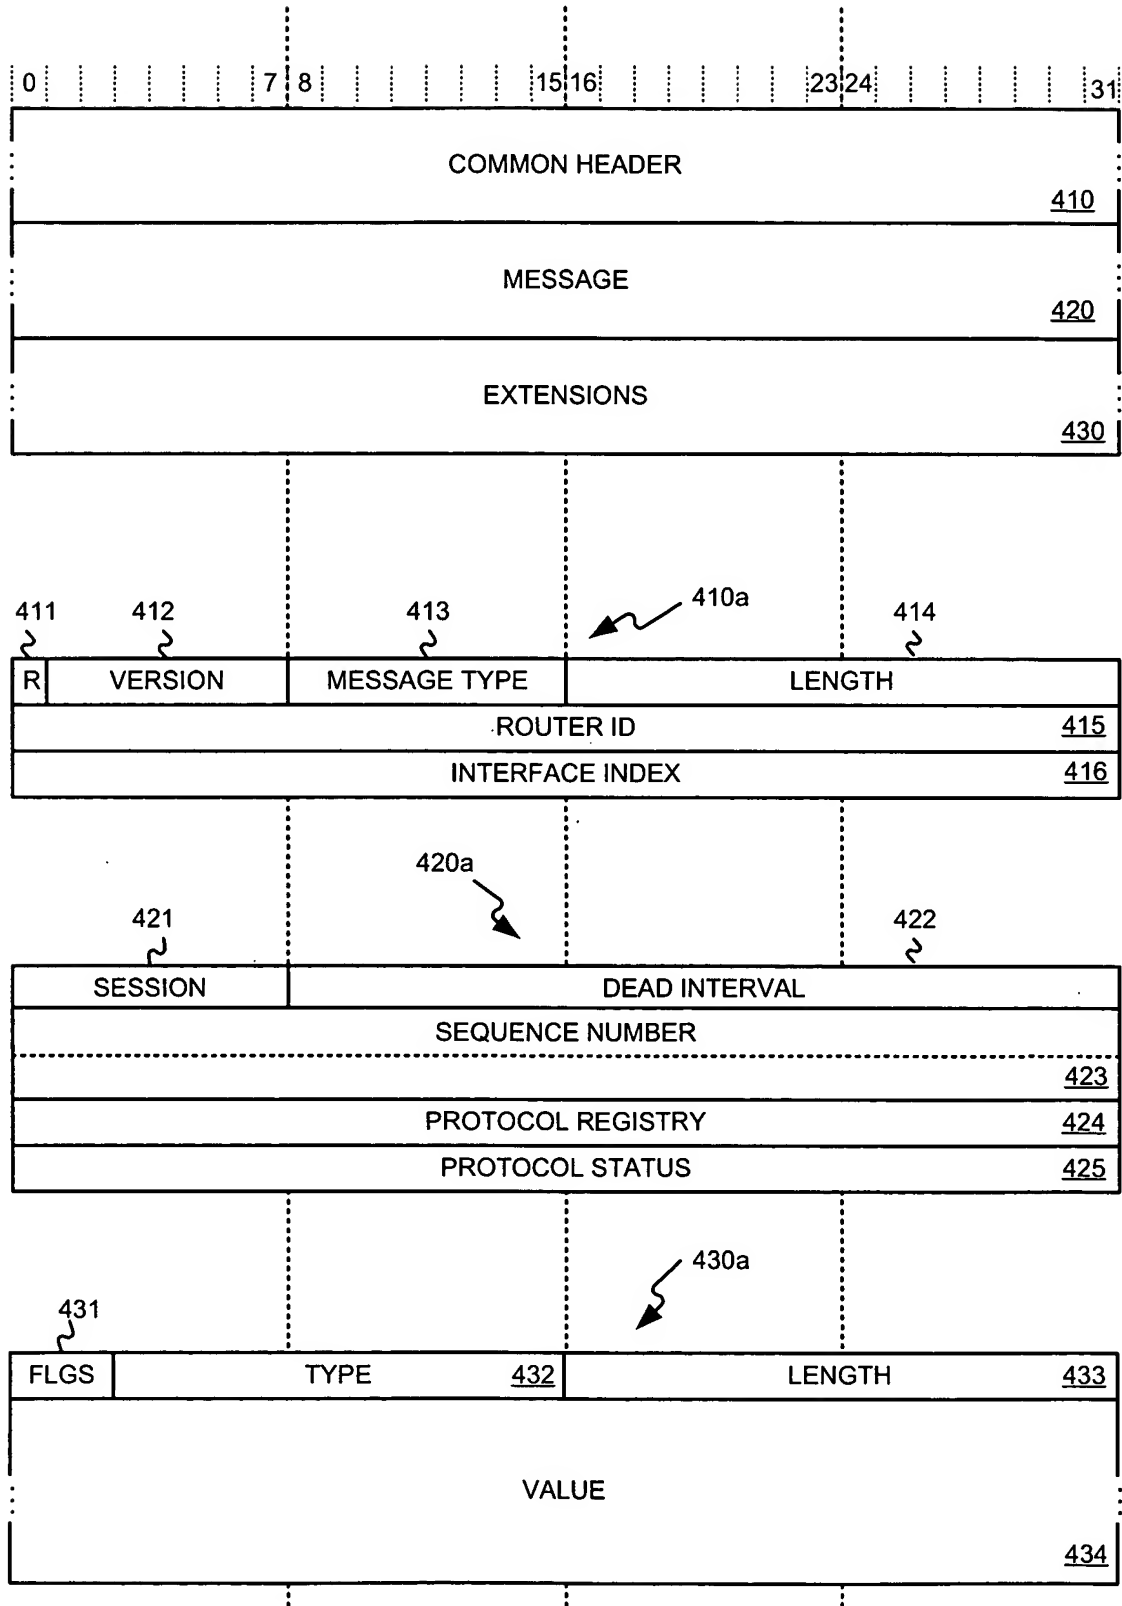 0 7 8 15 16 23 24 31
COMMON HEADER
410
MESSAGE
420
EXTENSIONS
430
411 412 413 410a 414
R VERSION MESSAGE TYPE LENGTH
ROUTER ID 415
INTERFACE INDEX 416
420a
421 422
SESSION DEAD INTERVAL
SEQUENCE NUMBER
423
PROTOCOL REGISTRY 424
PROTOCOL STATUS 425
430a
431
FLGS TYPE 432 LENGTH 433
VALUE
434